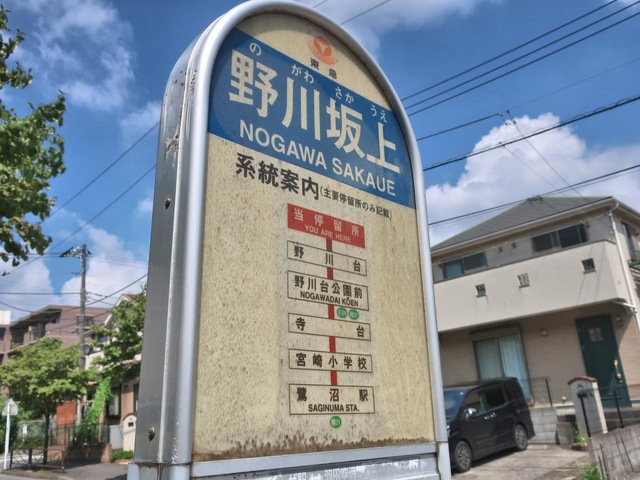 東急
の がわ さか うえ
野川坂上
NOGAWA SAKAUE
系統案内(主要停留所のみ記載)
当停留所
YOU ARE HERE
野川台
野川台公園前
NOGAWADAI KŌEN
寺台
宮崎小学校
鷺沼駅
SAGINUMA STA.